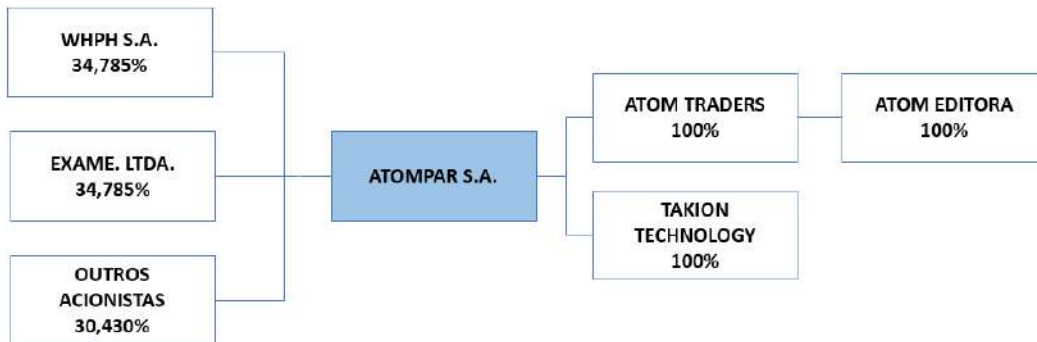 WHPH S.A.
34,785%
EXAME. LTDA.
34,785%
OUTROS
ACIONISTAS
30,430%
ATOMPAR S.A.
ATOM TRADERS
100%
TAKION
TECHNOLOGY
100%
ATOM EDITORA
100%